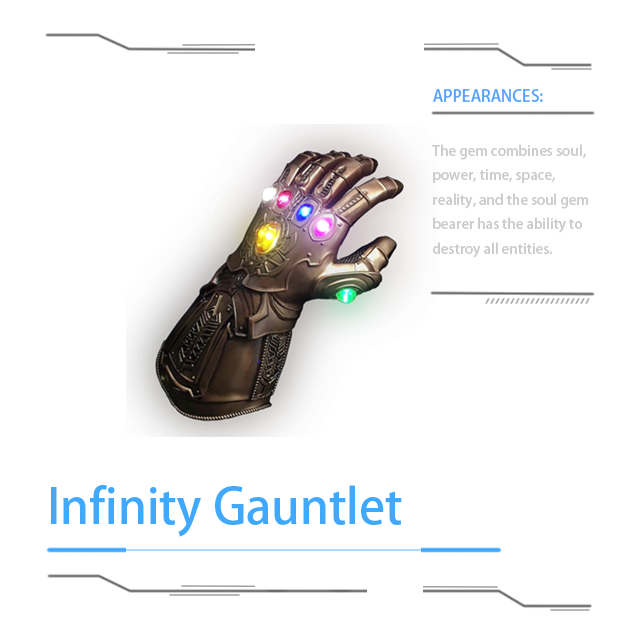 APPEARANCES:
The gem combines soul,
power, time, space,
reality, and the soul gem
bearer has the ability to
destroy all entities.
Infinity Gauntlet